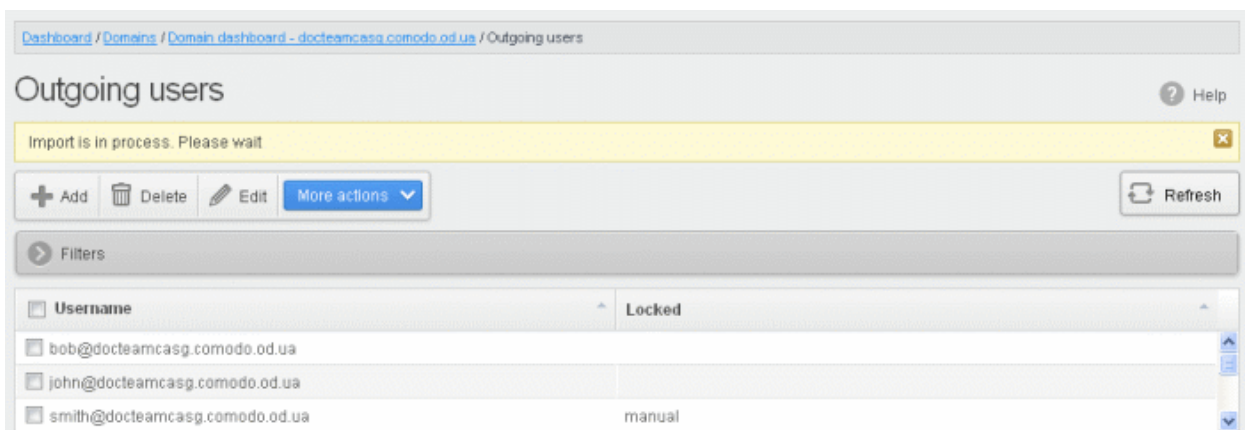 Dashboard / Domains / Domain dashboard - docteamcasg.comodo.od.ua / Outgoing users
Outgoing users
Help
Import is in process. Please wait
Add Delete Edit More actions
Refresh
Filters
Username Locked
bob@docteamcasg.comodo.od.ua
john@docteamcasg.comodo.od.ua
smith@docteamcasg.comodo.od.ua manual